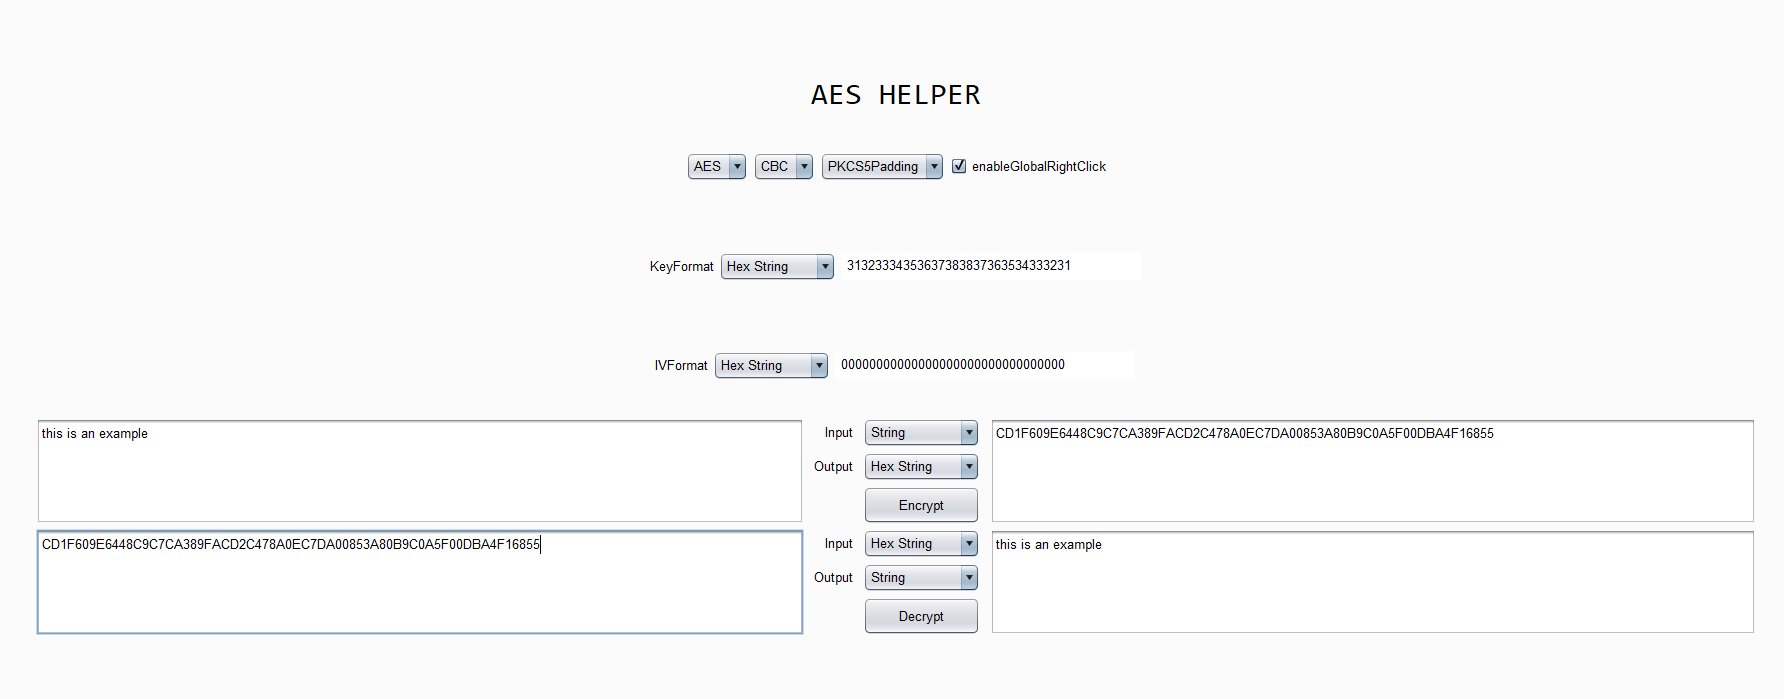 AES HELPER
AES CBC PKCS5Padding enableGlobalRightClick
KeyFormat Hex String 31323334353637383837363534333231
IVFormat Hex String 00000000000000000000000000000000
this is an example Input String CD1F609E6448C9C7CA389FACD2C478A0EC7DA00853A80B9C0A5F00DBA4F16855
Output Hex String
Encrypt
CD1F609E6448C9C7CA389FACD2C478A0EC7DA00853A80B9C0A5F00DBA4F16855 Input Hex String this is an example
Output String
Decrypt